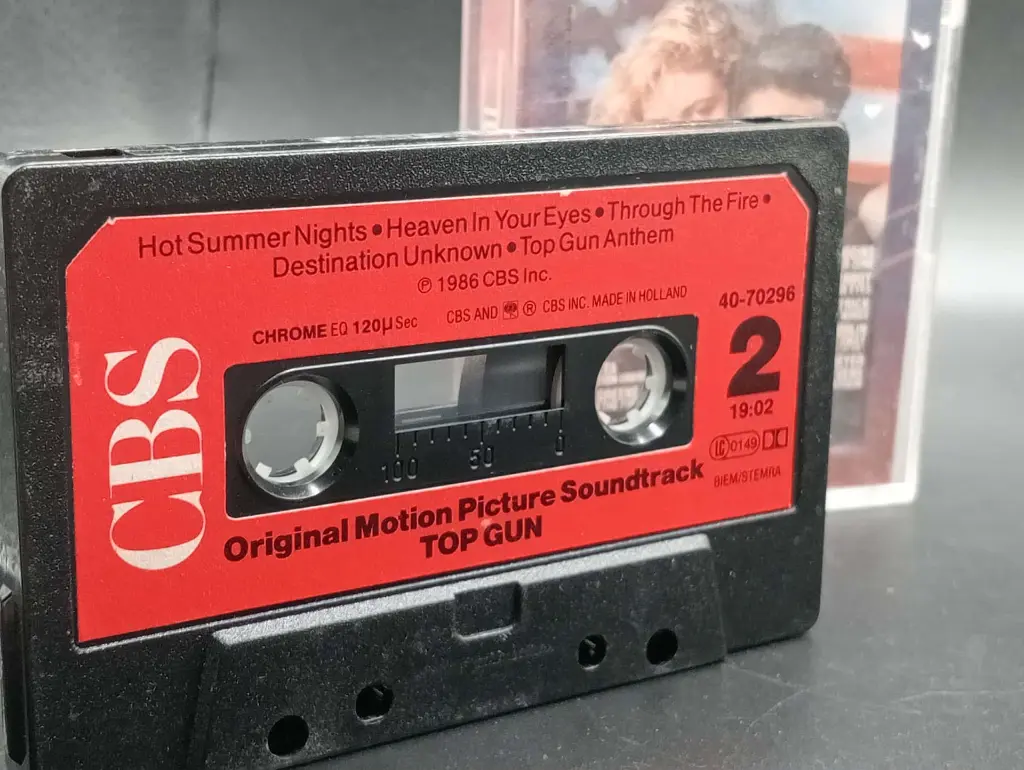 Hot Summer Nights • Heaven In Your Eyes • Through The Fire •
Destination Unknown • Top Gun Anthem
℗ 1986 CBS Inc.
CHROME EQ 120µ Sec
CBS AND ® CBS INC. MADE IN HOLLAND
40-70296
2
19:02
LC 0149
BIEM/STEMRA
CBS
100 50 0
Original Motion Picture Soundtrack
TOP GUN